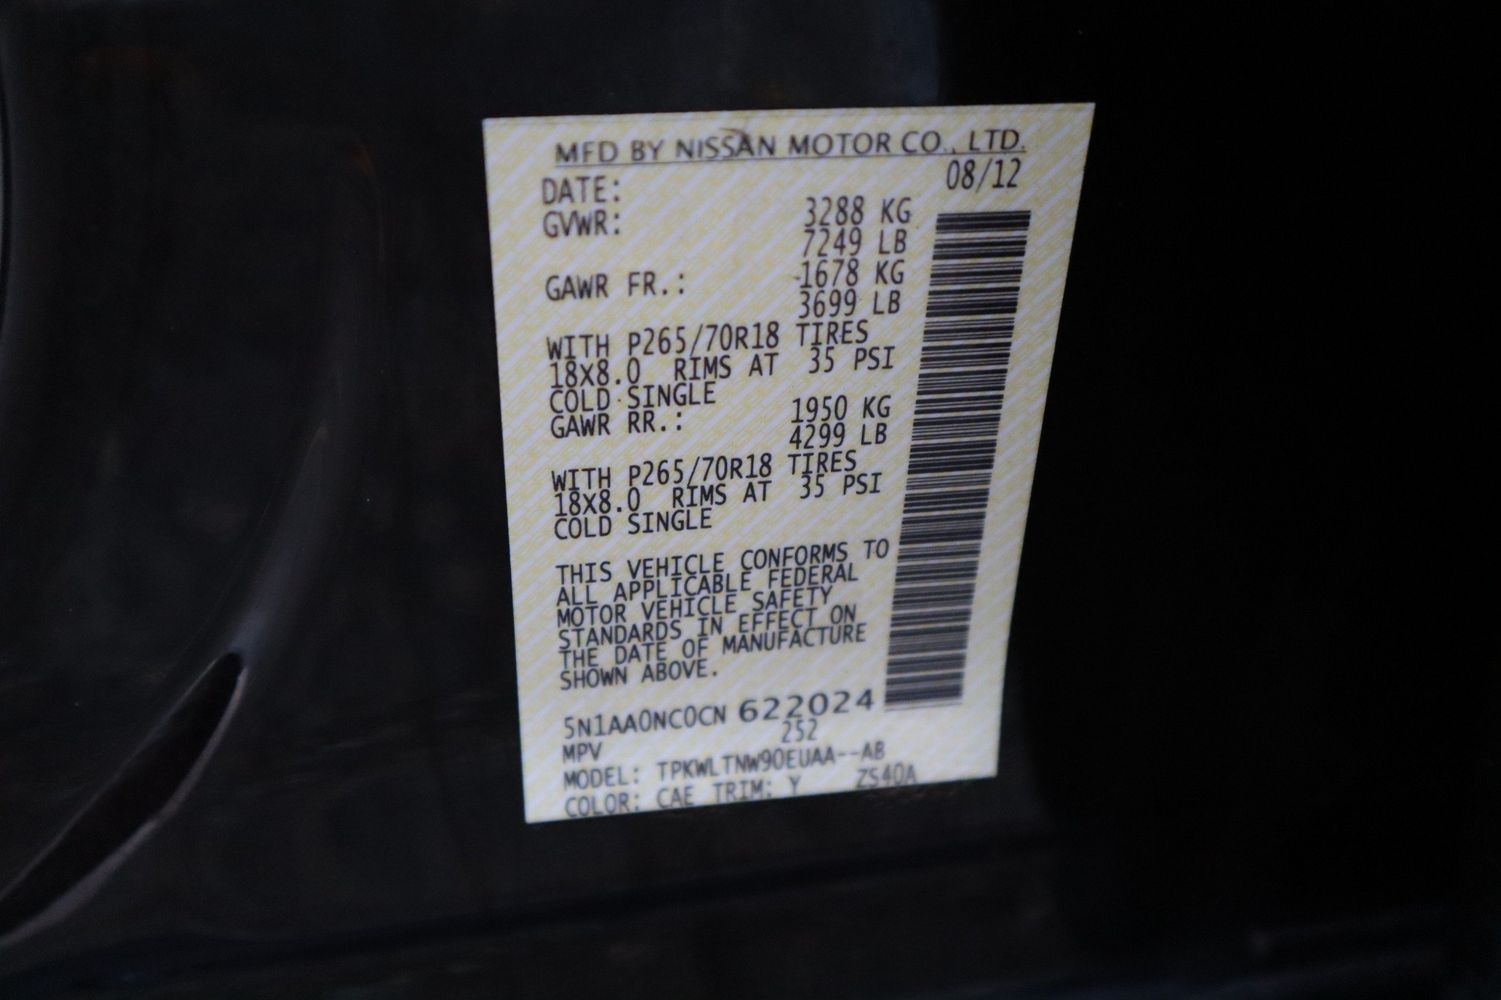 MFD BY NISSAN MOTOR CO., LTD.
DATE: 08/12
GVWR: 3288 KG
7249 LB
GAWR FR.: 1678 KG
3699 LB
WITH P265/70R18 TIRES
18X8.0 RIMS AT 35 PSI
COLD SINGLE
GAWR RR.: 1950 KG
4299 LB
WITH P265/70R18 TIRES
18X8.0 RIMS AT 35 PSI
COLD SINGLE
THIS VEHICLE CONFORMS TO
ALL APPLICABLE FEDERAL
MOTOR VEHICLE SAFETY
STANDARDS IN EFFECT ON
THE DATE OF MANUFACTURE
SHOWN ABOVE.
5N1AA0NC0CN 622024
252
MPV
MODEL: TPKWLTNW90EUAA--AB
COLOR: CAE TRIM: Y ZS40A